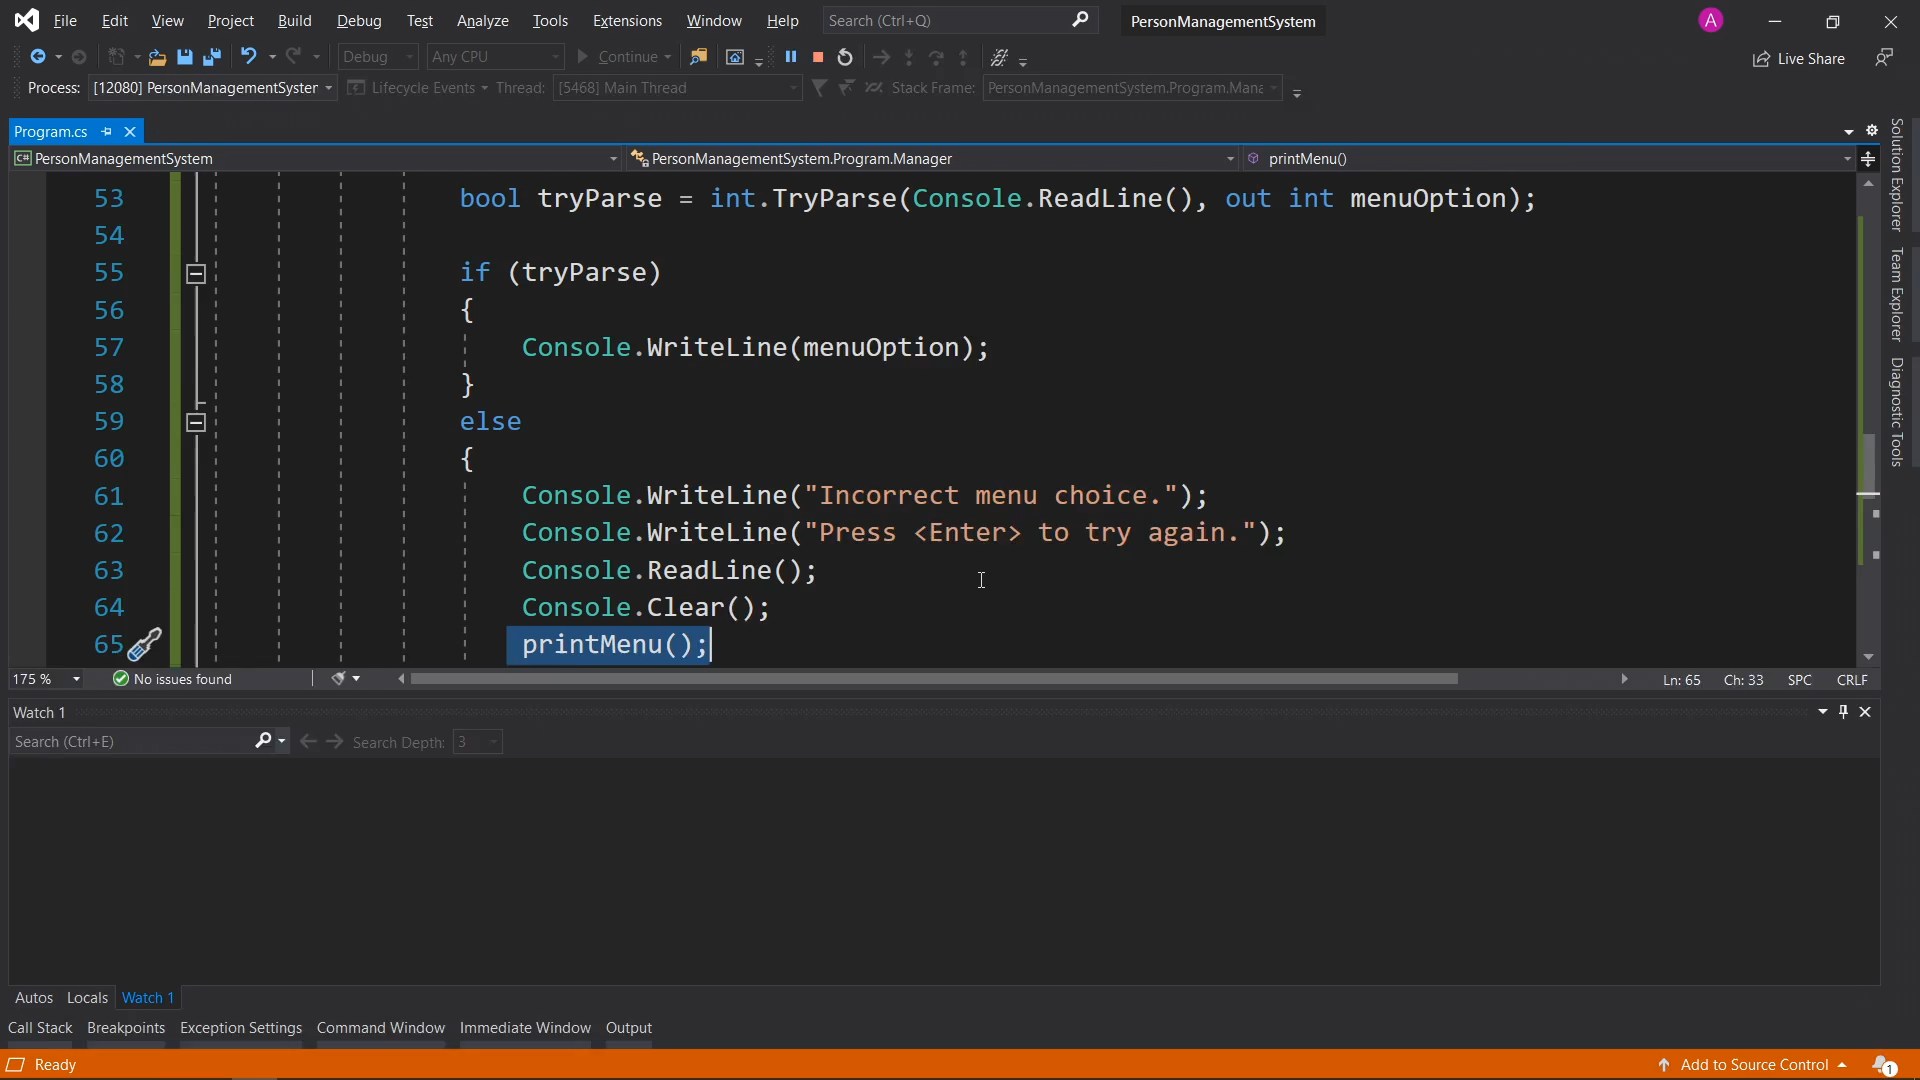 File Edit View Project Build Debug Test Analyze Tools Extensions Window Help Search (Ctrl+Q) PersonManagementSystem A
Debug Any CPU Continue Live Share
Process: [12080] PersonManagementSyster Lifecycle Events Thread: [5468] Main Thread Stack Frame: PersonManagementSystem.Program.Mana
Program.cs
C# PersonManagementSystem PersonManagementSystem.Program.Manager printMenu()
53 bool tryParse = int.TryParse(Console.ReadLine(), out int menuOption);
54
55 if (tryParse)
56 {
57 Console.WriteLine(menuOption);
58 }
59 else
60 {
61 Console.WriteLine("Incorrect menu choice.");
62 Console.WriteLine("Press <Enter> to try again.");
63 Console.ReadLine();
64 Console.Clear();
65 printMenu();
175 % No issues found Ln: 65 Ch: 33 SPC CRLF
Solution Explorer
Team Explorer
Diagnostic Tools
Watch 1
Search (Ctrl+E) Search Depth: 3
Autos Locals Watch 1
Call Stack Breakpoints Exception Settings Command Window Immediate Window Output
Ready Add to Source Control 1